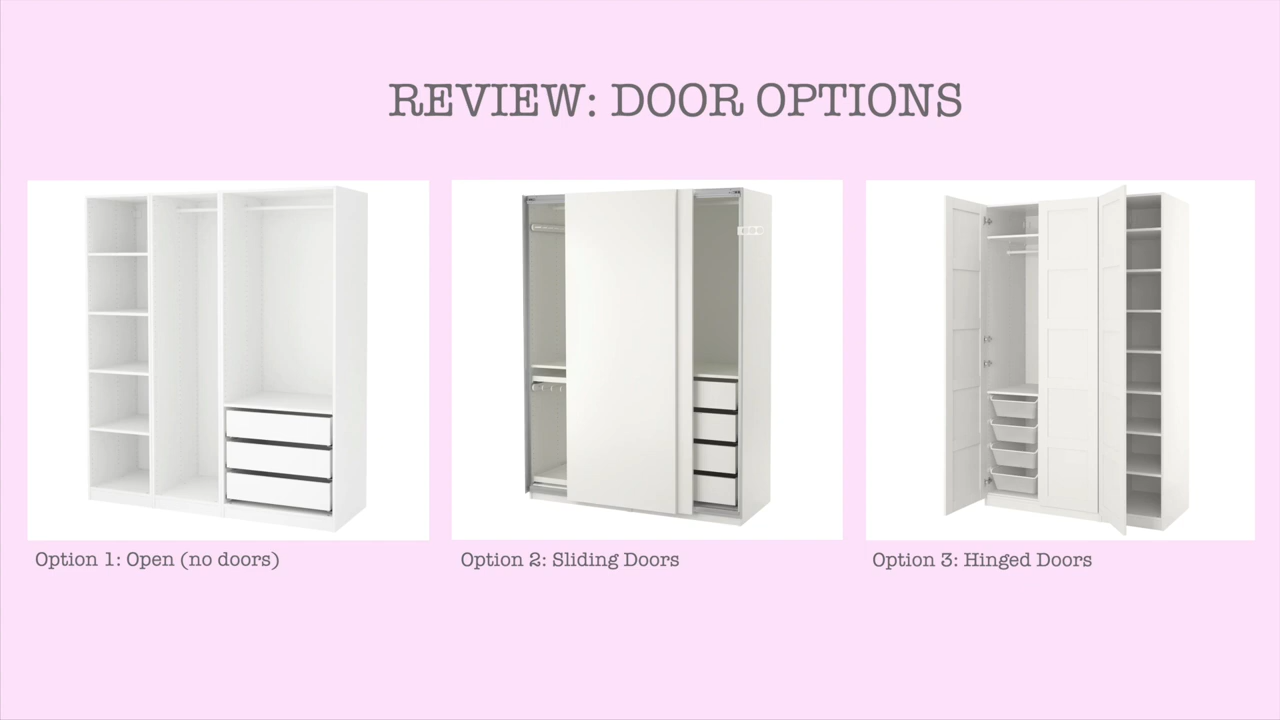 REVIEW: DOOR OPTIONS
Option 1: Open (no doors)
Option 2: Sliding Doors
Option 3: Hinged Doors